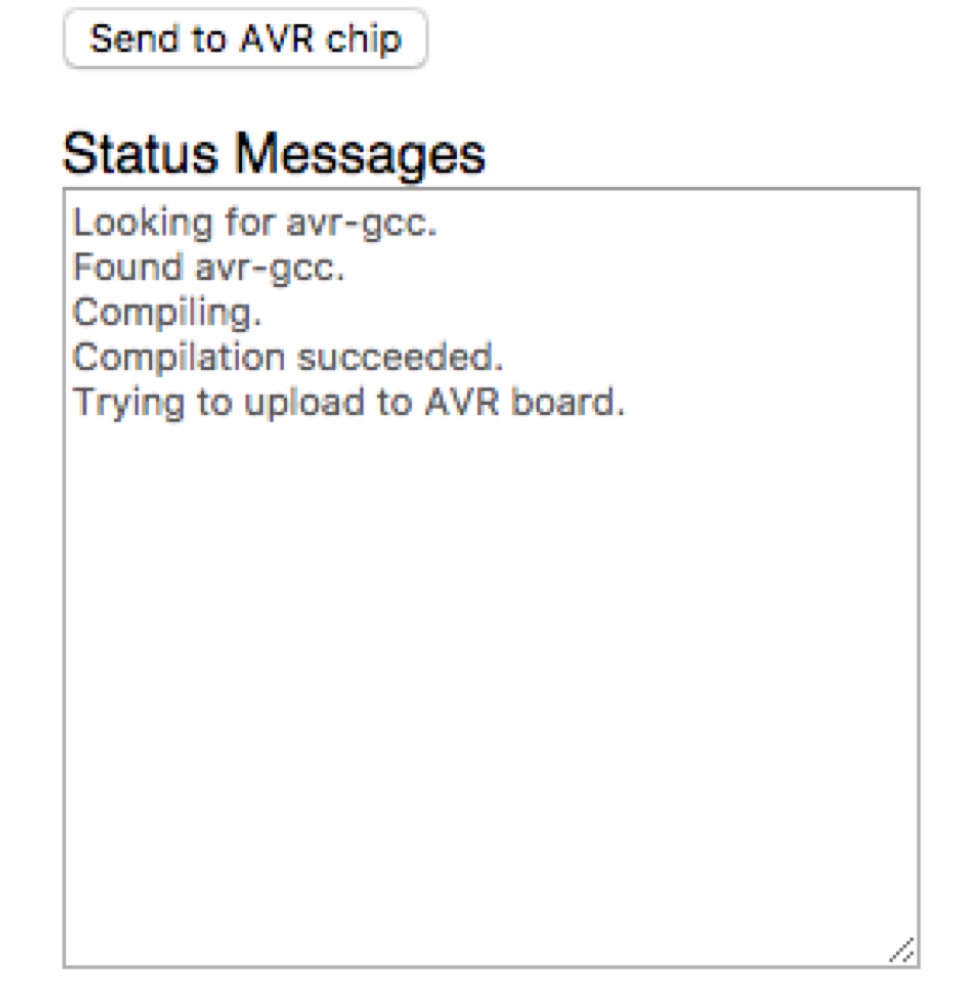 Send to AVR chip
Status Messages
Looking for avr-gcc.
Found avr-gcc.
Compiling.
Compilation succeeded.
Trying to upload to AVR board.